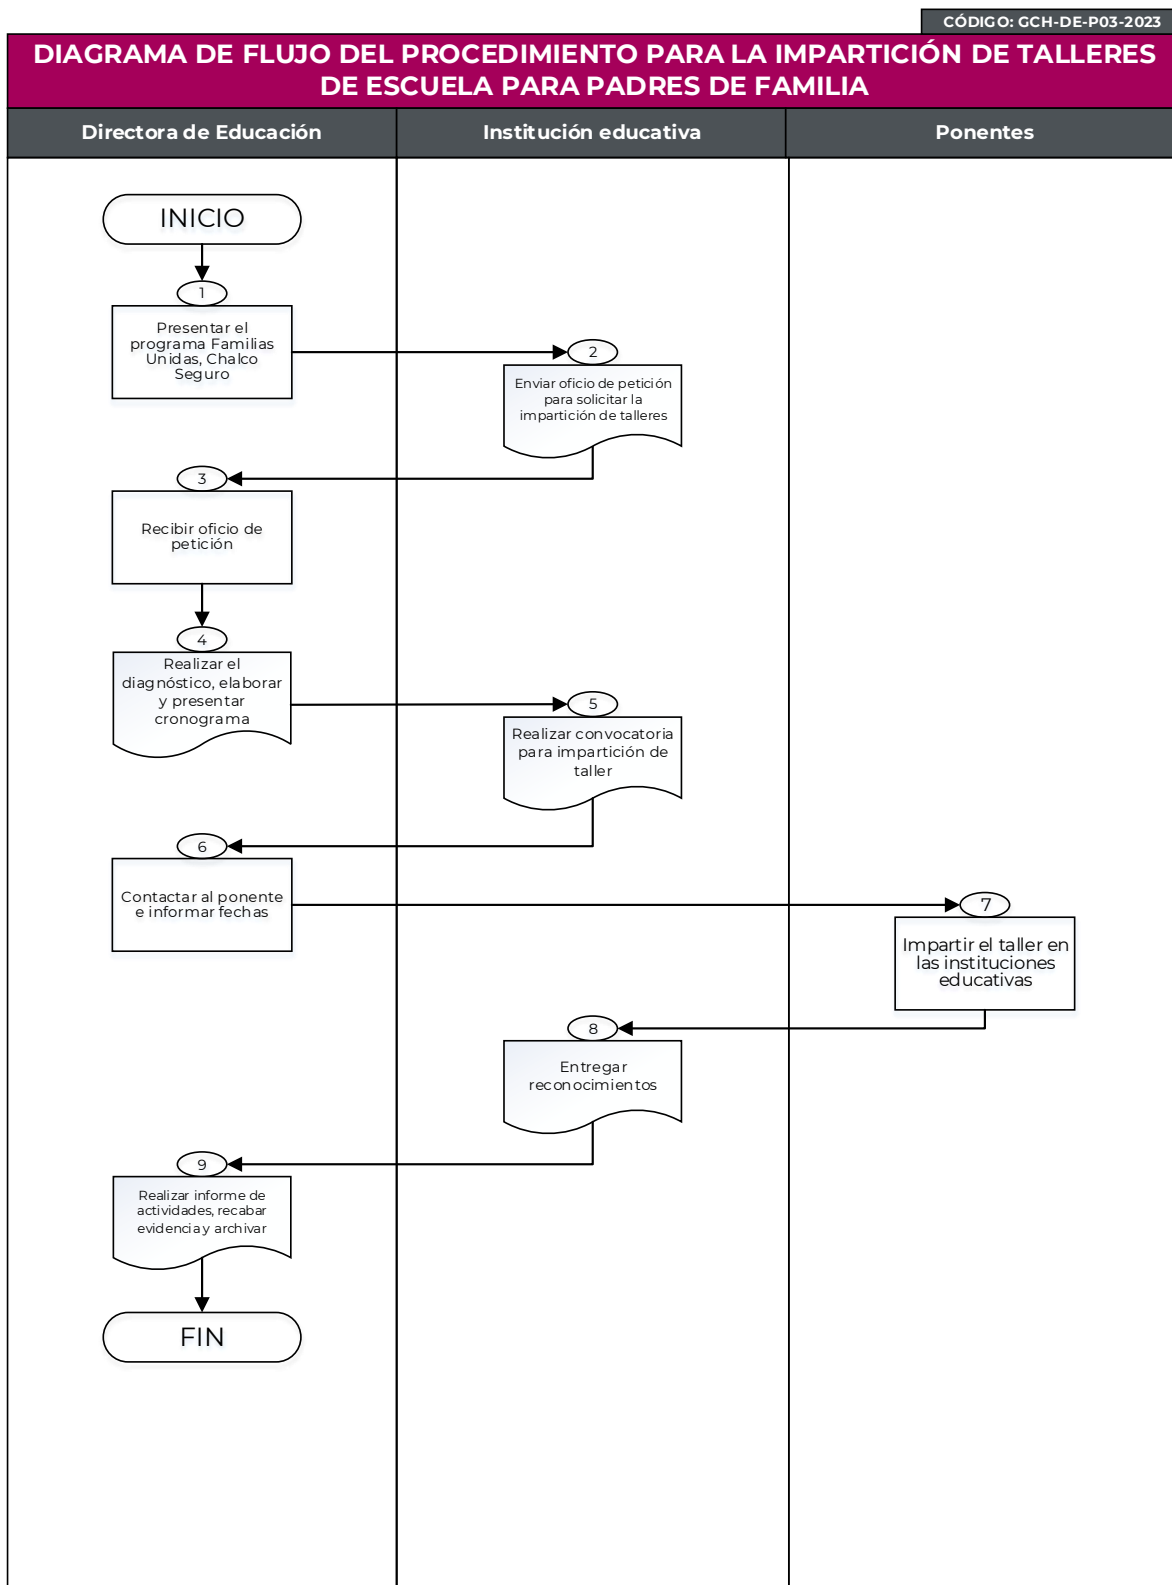 CÓDIGO: GCH-DE-P03-2023
DIAGRAMA DE FLUJO DEL PROCEDIMIENTO PARA LA IMPARTICIÓN DE TALLERES
DE ESCUELA PARA PADRES DE FAMILIA
Directora de Educación
Institución educativa
Ponentes
INICIO
1
Presentar el
programa Familias
Unidas, Chalco
Seguro
2
Enviar oficio de petición
para solicitar la
impartición de talleres
3
Recibir oficio de
petición
4
Realizar el
diagnóstico, elaborar
y presentar
cronograma
5
Realizar convocatoria
para impartición de
taller
6
Contactar al ponente
e informar fechas
7
Impartir el taller en
las instituciones
educativas
8
Entregar
reconocimientos
9
Realizar informe de
actividades, recabar
evidencia y archivar
FIN